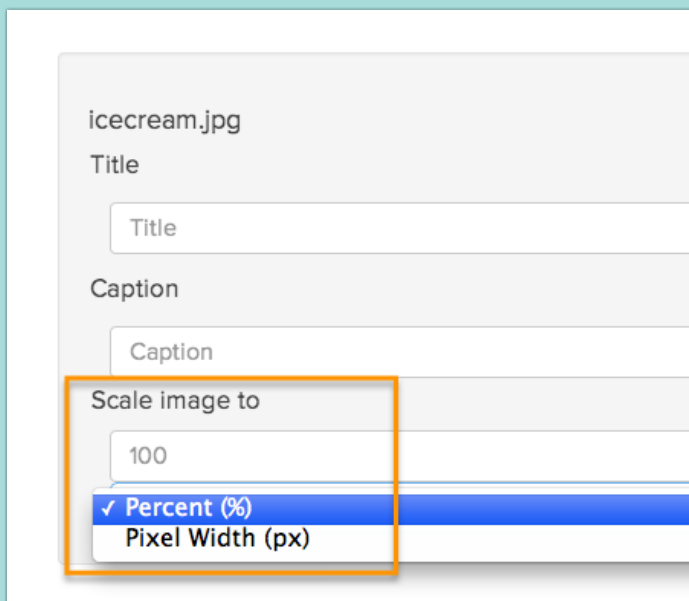 icecream.jpg
Title
Title
Caption
Caption
Scale image to
100
✓ Percent (%)
Pixel Width (px)